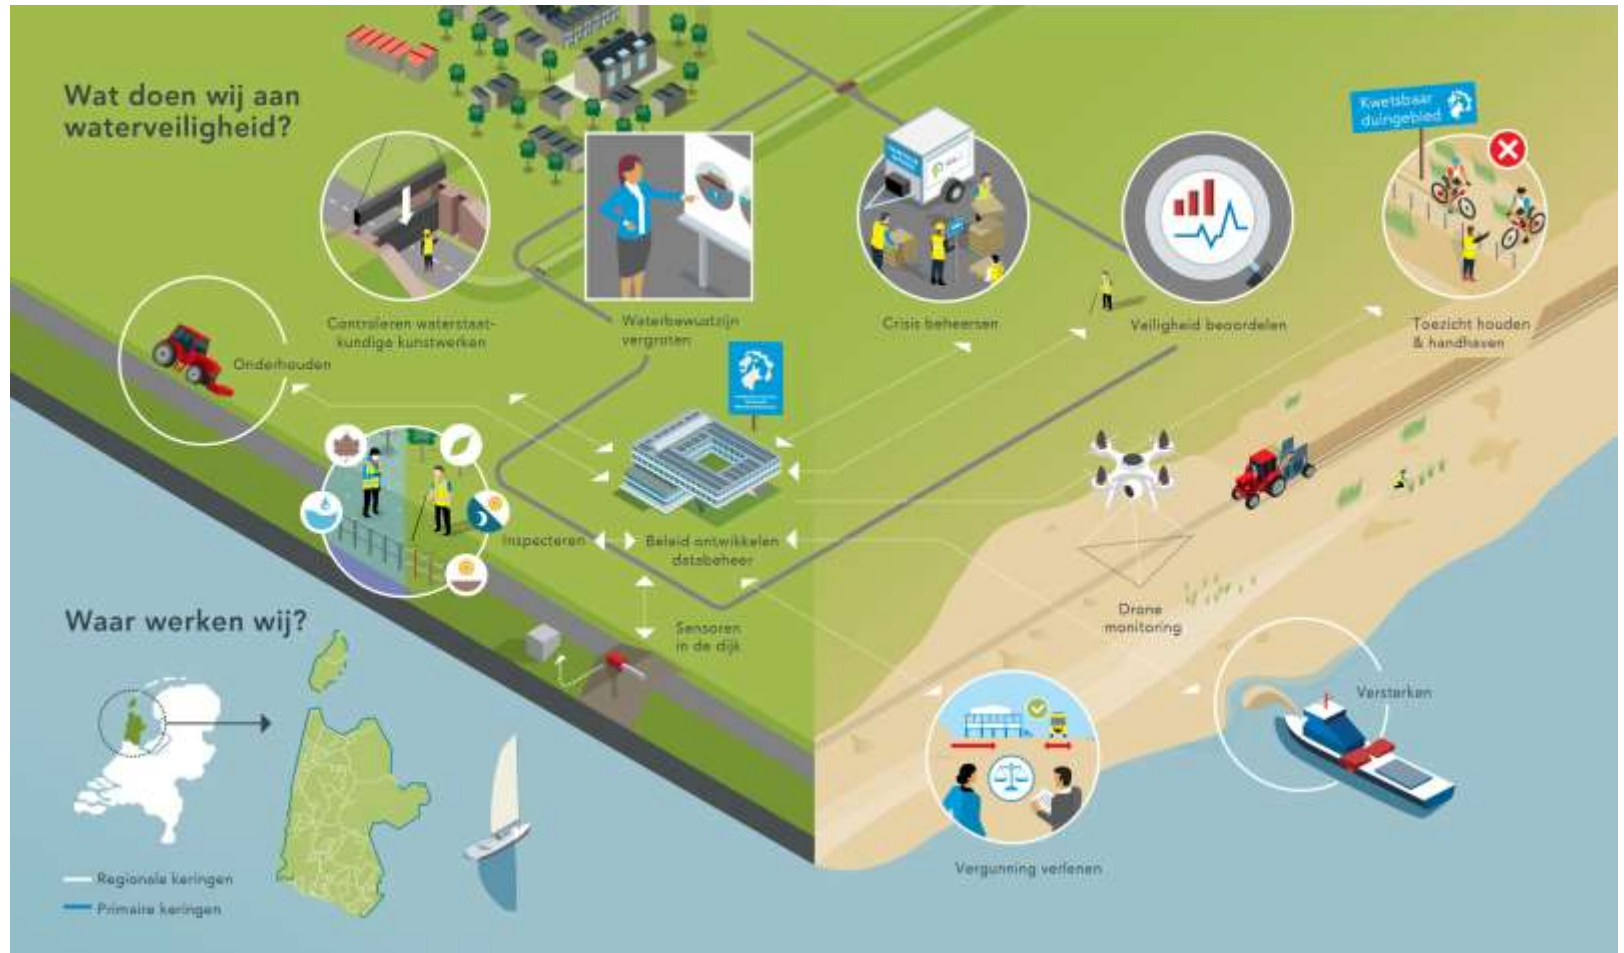 Wat doen wij aan
waterveiligheid?
Kwetsbaar
duingebied
Controleren waterstaat-
kundige kunstwerken
Waterbewustzijn
vergroten
Crisis beheersen
Veiligheid beoordelen
Toezicht houden
& handhaven
Onderhouden
Inspecteren
Beleid ontwikkelen
databeheer
Sensoren
in de dijk
Drone
monitoring
Versterken
Vergunning verlenen
Waar werken wij?
Regionale keringen
Primaire keringen